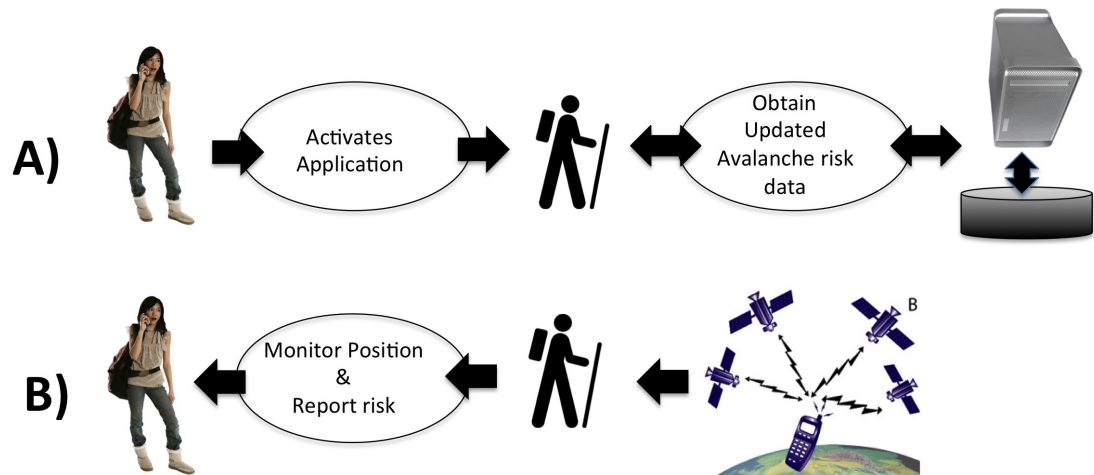 A)
Activates
Application
Obtain
Updated
Avalanche risk
data
B)
Monitor Position
&
Report risk
B